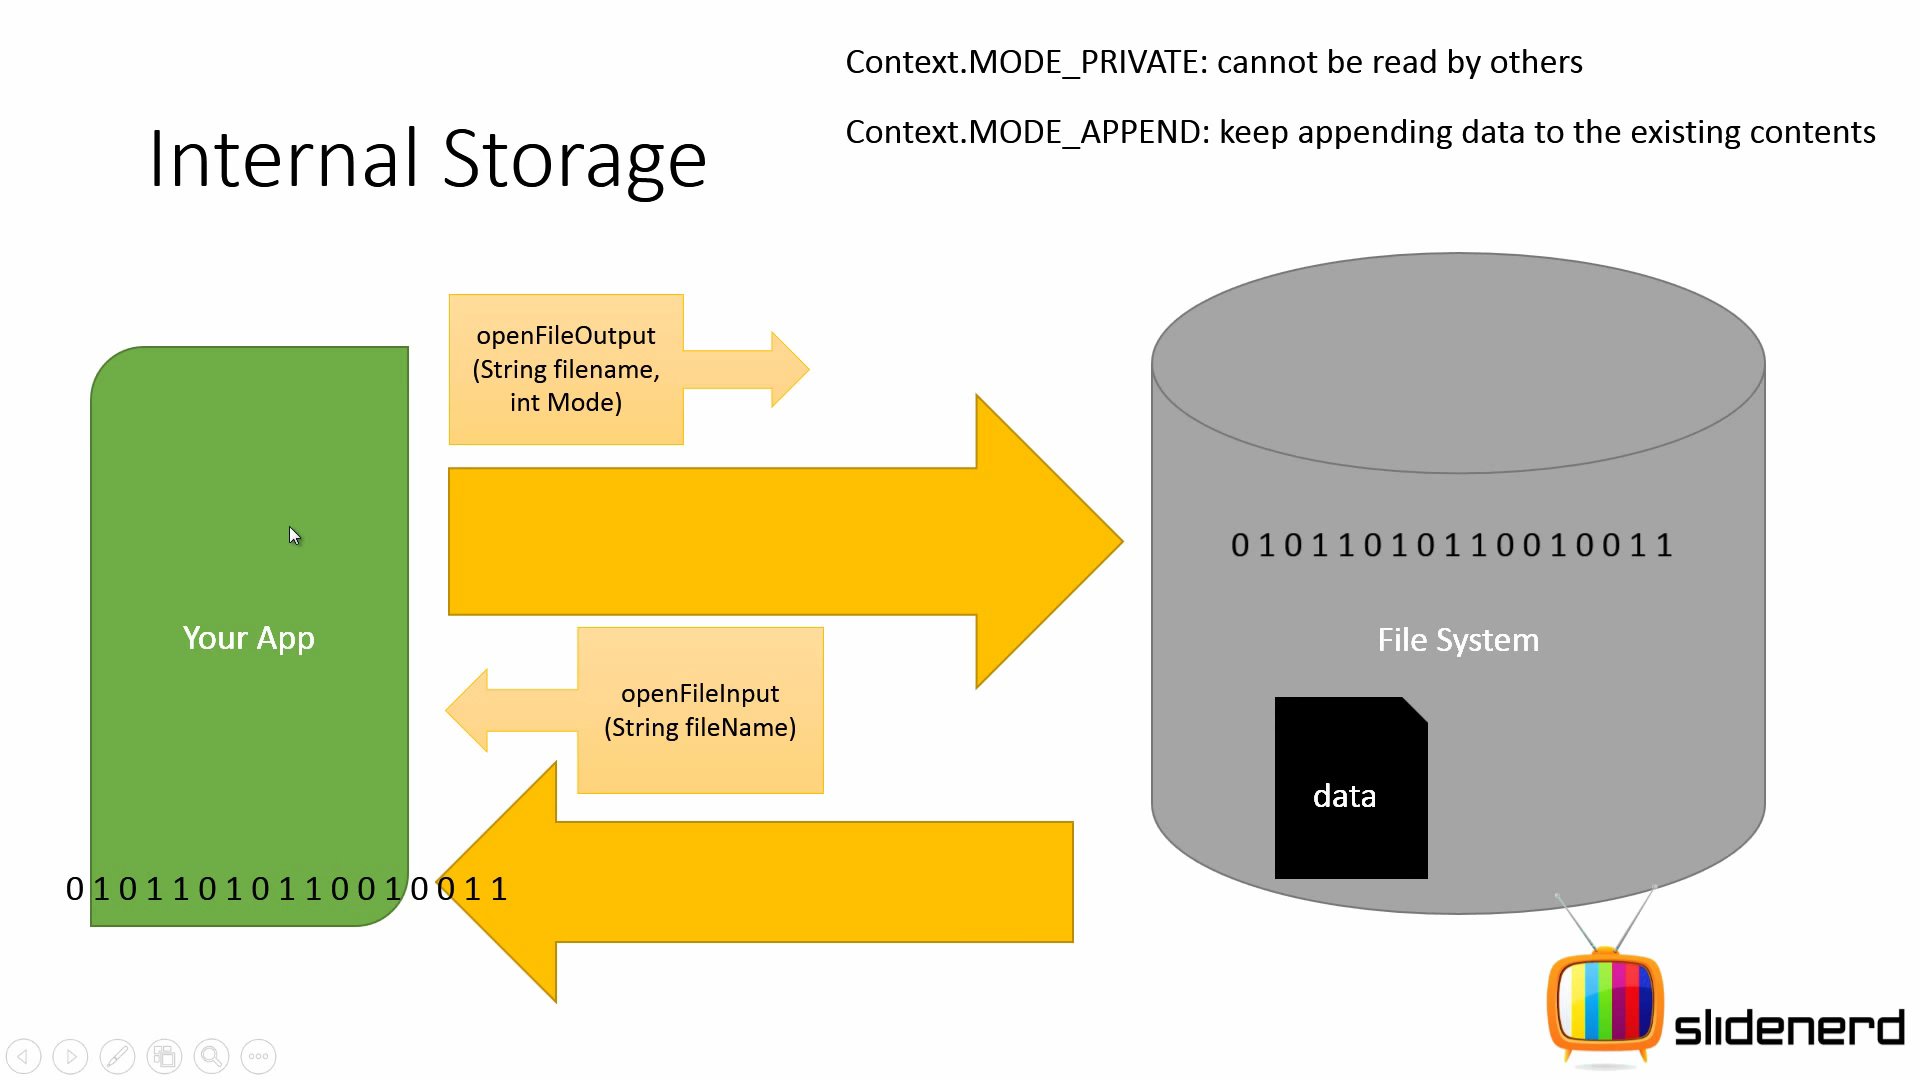 Context.MODE_PRIVATE: cannot be read by others
Context.MODE_APPEND: keep appending data to the existing contents
Internal Storage
openFileOutput
(String filename,
int Mode)
0 1 0 1 1 0 1 0 1 1 0 0 1 0 0 1 1
Your App
File System
openFileInput
(String fileName)
data
0 1 0 1 1 0 1 0 1 1 0 0 1 0 0 1 1
slidenerd